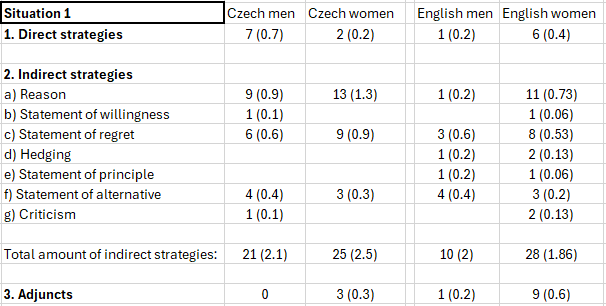 Situation 1 Czech men Czech women English men English women
1. Direct strategies 7 (0.7) 2 (0.2) 1 (0.2) 6 (0.4)
2. Indirect strategies
a) Reason 9 (0.9) 13 (1.3) 1 (0.2) 11 (0.73)
b) Statement of willingness 1 (0.1) 1 (0.06)
c) Statement of regret 6 (0.6) 9 (0.9) 3 (0.6) 8 (0.53)
d) Hedging 1 (0.2) 2 (0.13)
e) Statement of principle 1 (0.2) 1 (0.06)
f) Statement of alternative 4 (0.4) 3 (0.3) 4 (0.4) 3 (0.2)
g) Criticism 1 (0.1) 2 (0.13)
Total amount of indirect strategies: 21 (2.1) 25 (2.5) 10 (2) 28 (1.86)
3. Adjuncts 0 3 (0.3) 1 (0.2) 9 (0.6)